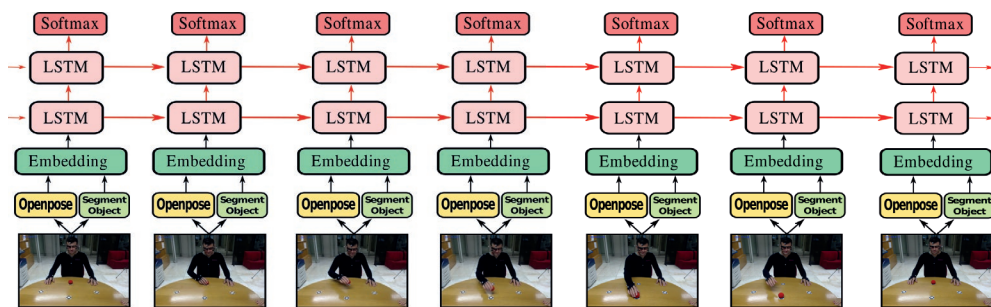 Softmax Softmax Softmax Softmax Softmax Softmax Softmax
LSTM LSTM LSTM LSTM LSTM LSTM LSTM
LSTM LSTM LSTM LSTM LSTM LSTM LSTM
Embedding Embedding Embedding Embedding Embedding Embedding Embedding
Openpose Segment Object Openpose Segment Object Openpose Segment Object Openpose Segment Object Openpose Segment Object Openpose Segment Object Openpose Segment Object